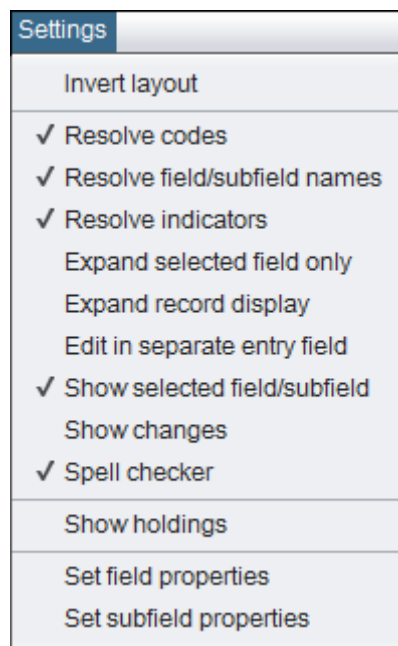 Settings
Invert layout
✓ Resolve codes
✓ Resolve field/subfield names
✓ Resolve indicators
Expand selected field only
Expand record display
Edit in separate entry field
✓ Show selected field/subfield
Show changes
✓ Spell checker
Show holdings
Set field properties
Set subfield properties